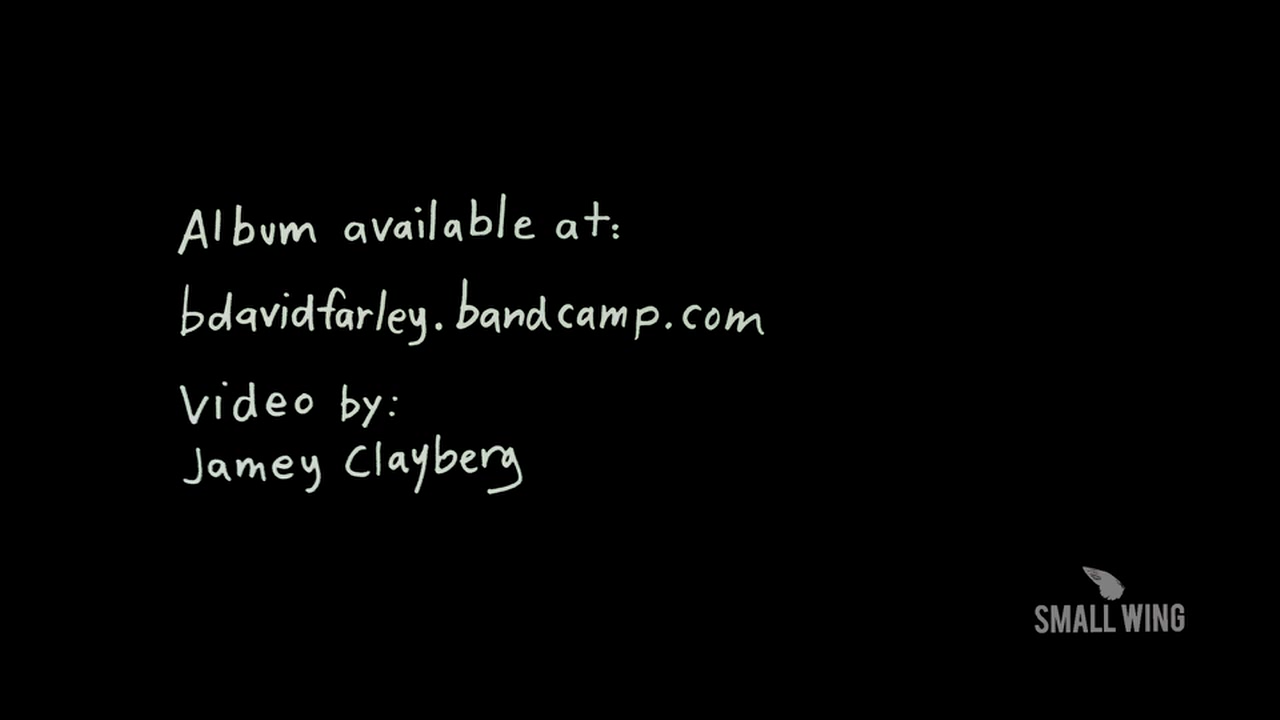 Album available at:
bdavidfarley.bandcamp.com
Video by:
Jamey Clayberg
SMALL WING